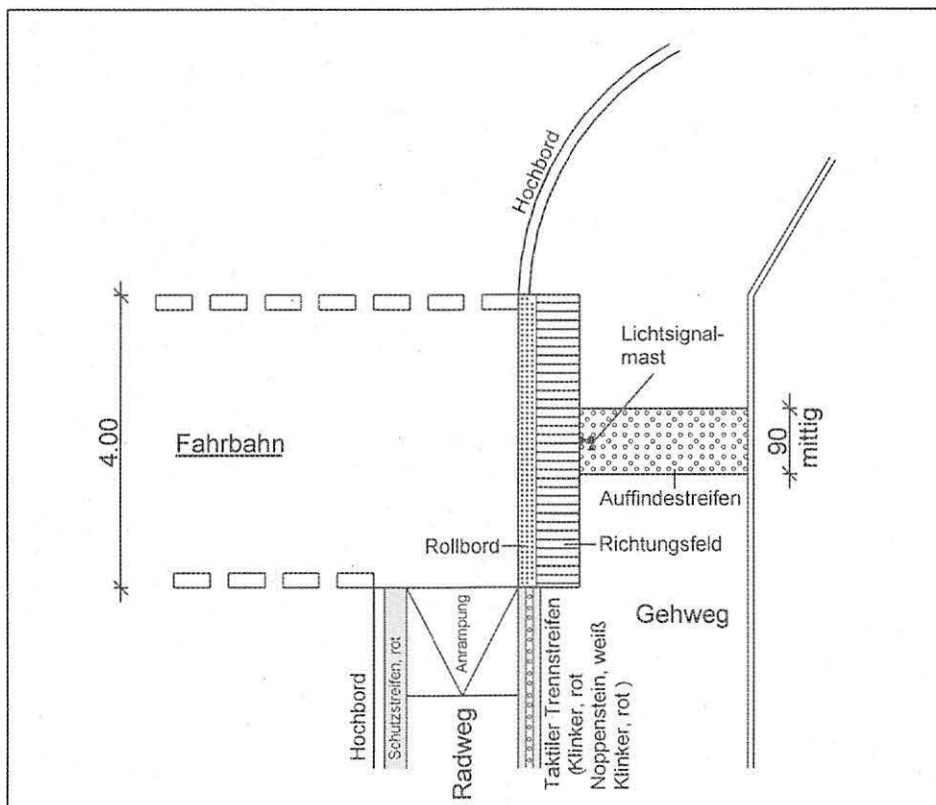 Hochbord
Lichtsignal-
mast
4.00
Fahrbahn
90
mittig
Auffindestreifen
Rollbord
Richtungsfeld
Gehweg
Hochbord
Schutzstreifen, rot
Anrampung
Radweg
Taktiler Trennstreifen
(Klinker, rot
Noppenstein, weiß
Klinker, rot )